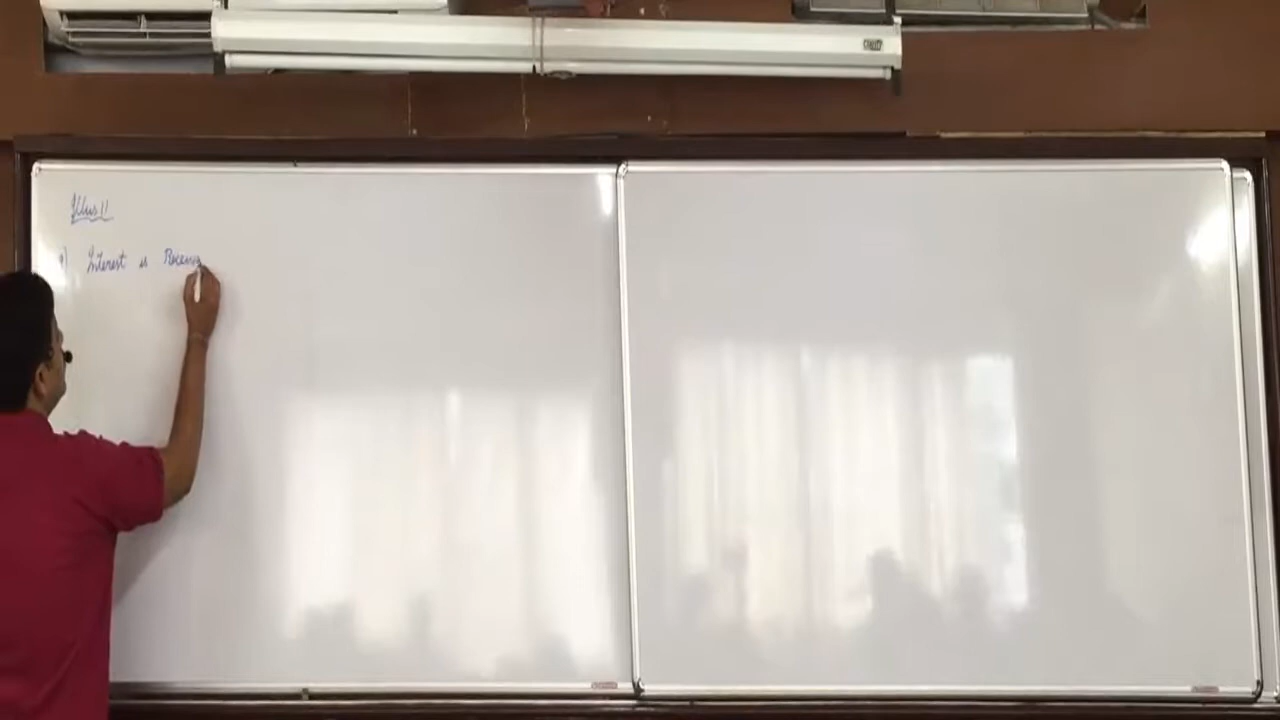 Illus 11
Interest is Receiv